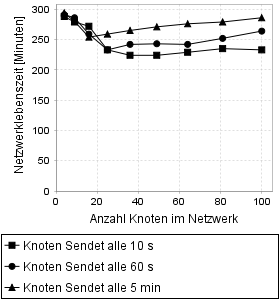 Netzwerklebenszeit [Minuten]
300
250
200
150
100
50
0
0
20
40
60
80
100
Anzahl Knoten im Netzwerk
Knoten Sendet alle 10 s
Knoten Sendet alle 60 s
Knoten Sendet alle 5 min